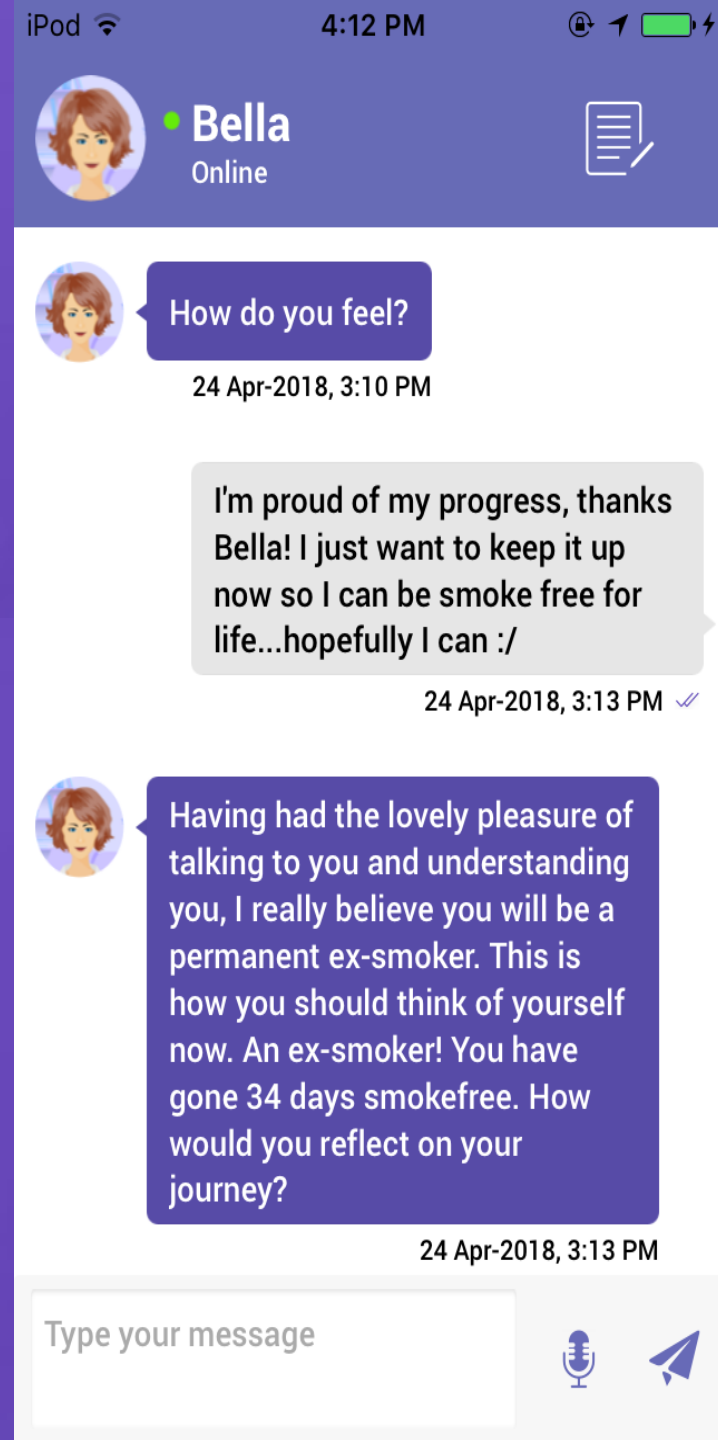 iPod 4:12 PM
Bella
Online
How do you feel?
24 Apr-2018, 3:10 PM
I'm proud of my progress, thanks
Bella! I just want to keep it up
now so I can be smoke free for
life...hopefully I can :/
24 Apr-2018, 3:13 PM
Having had the lovely pleasure of
talking to you and understanding
you, I really believe you will be a
permanent ex-smoker. This is
how you should think of yourself
now. An ex-smoker! You have
gone 34 days smokefree. How
would you reflect on your
journey?
24 Apr-2018, 3:13 PM
Type your message